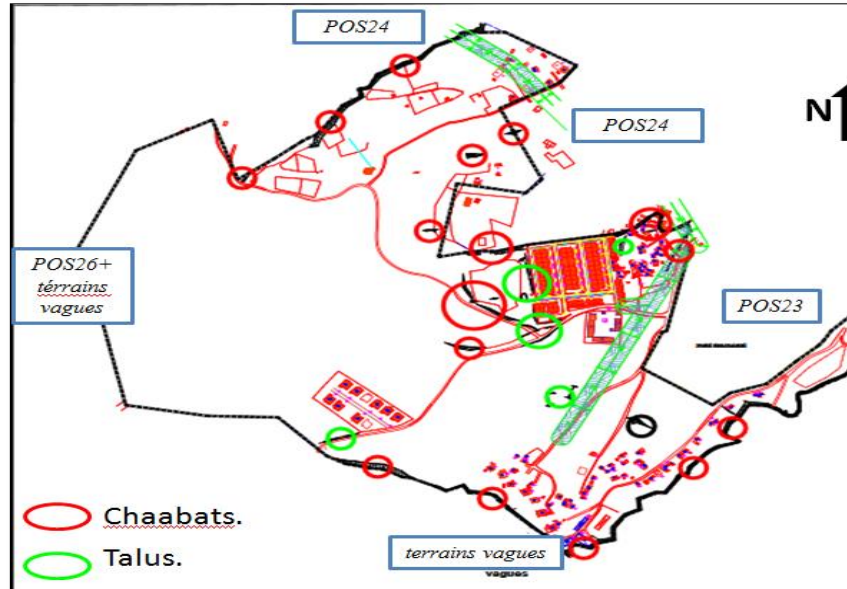 POS24
POS24
N
POS26+
térrains
vagues
POS23
Chaabats.
Talus.
terrains vagues
vagues